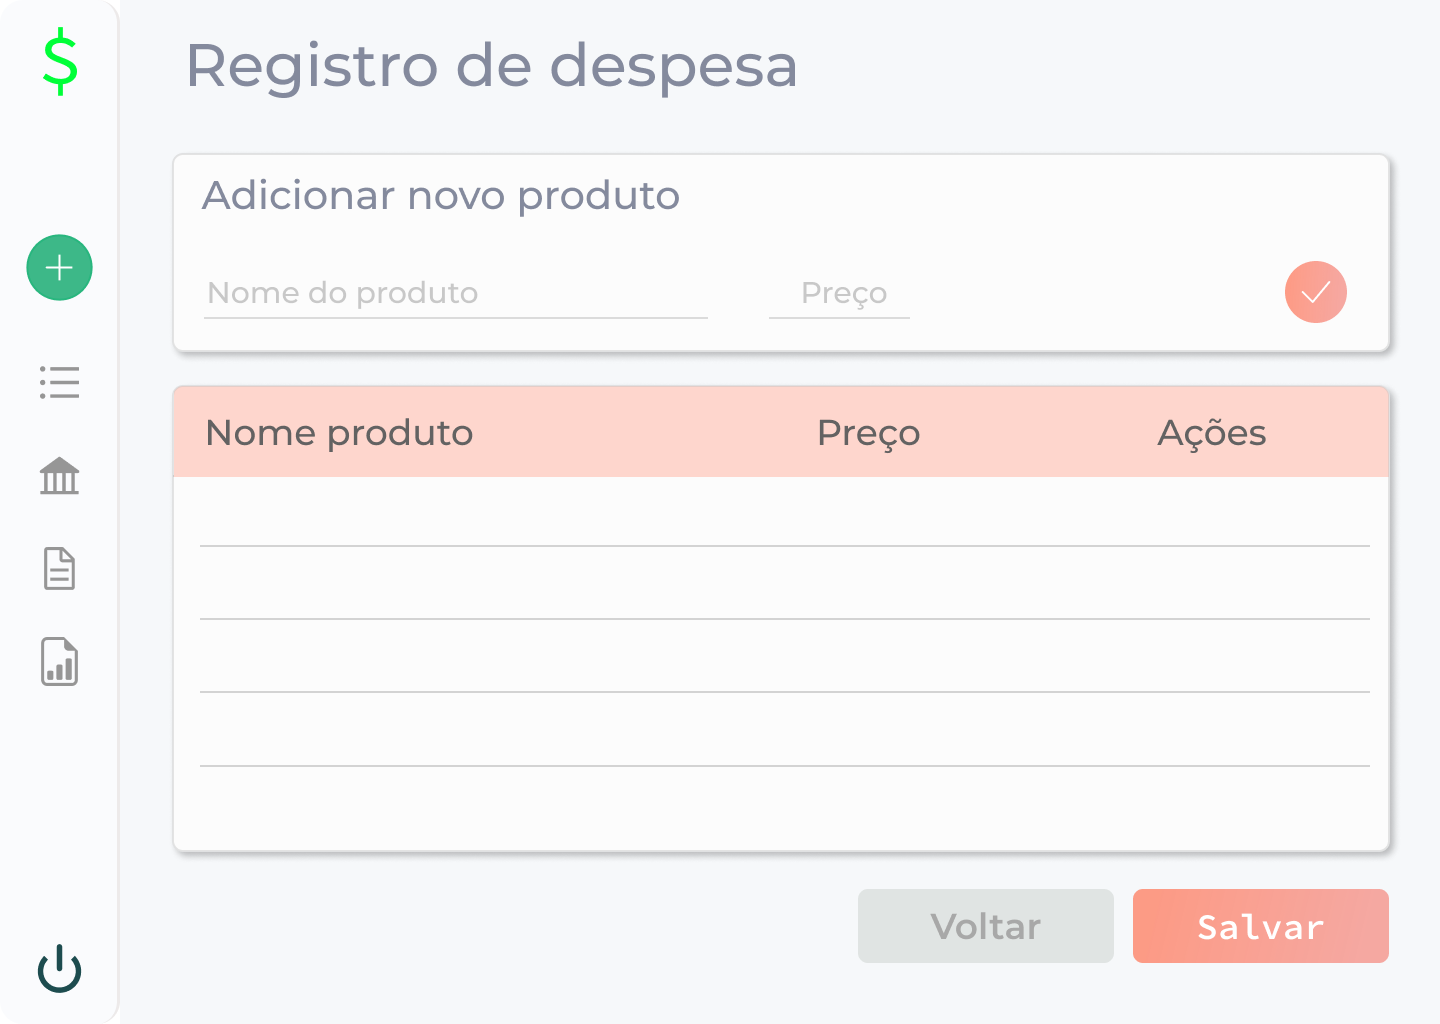 $
Registro de despesa
Adicionar novo produto
Nome do produto Preço
Nome produto Preço Ações
Voltar Salvar